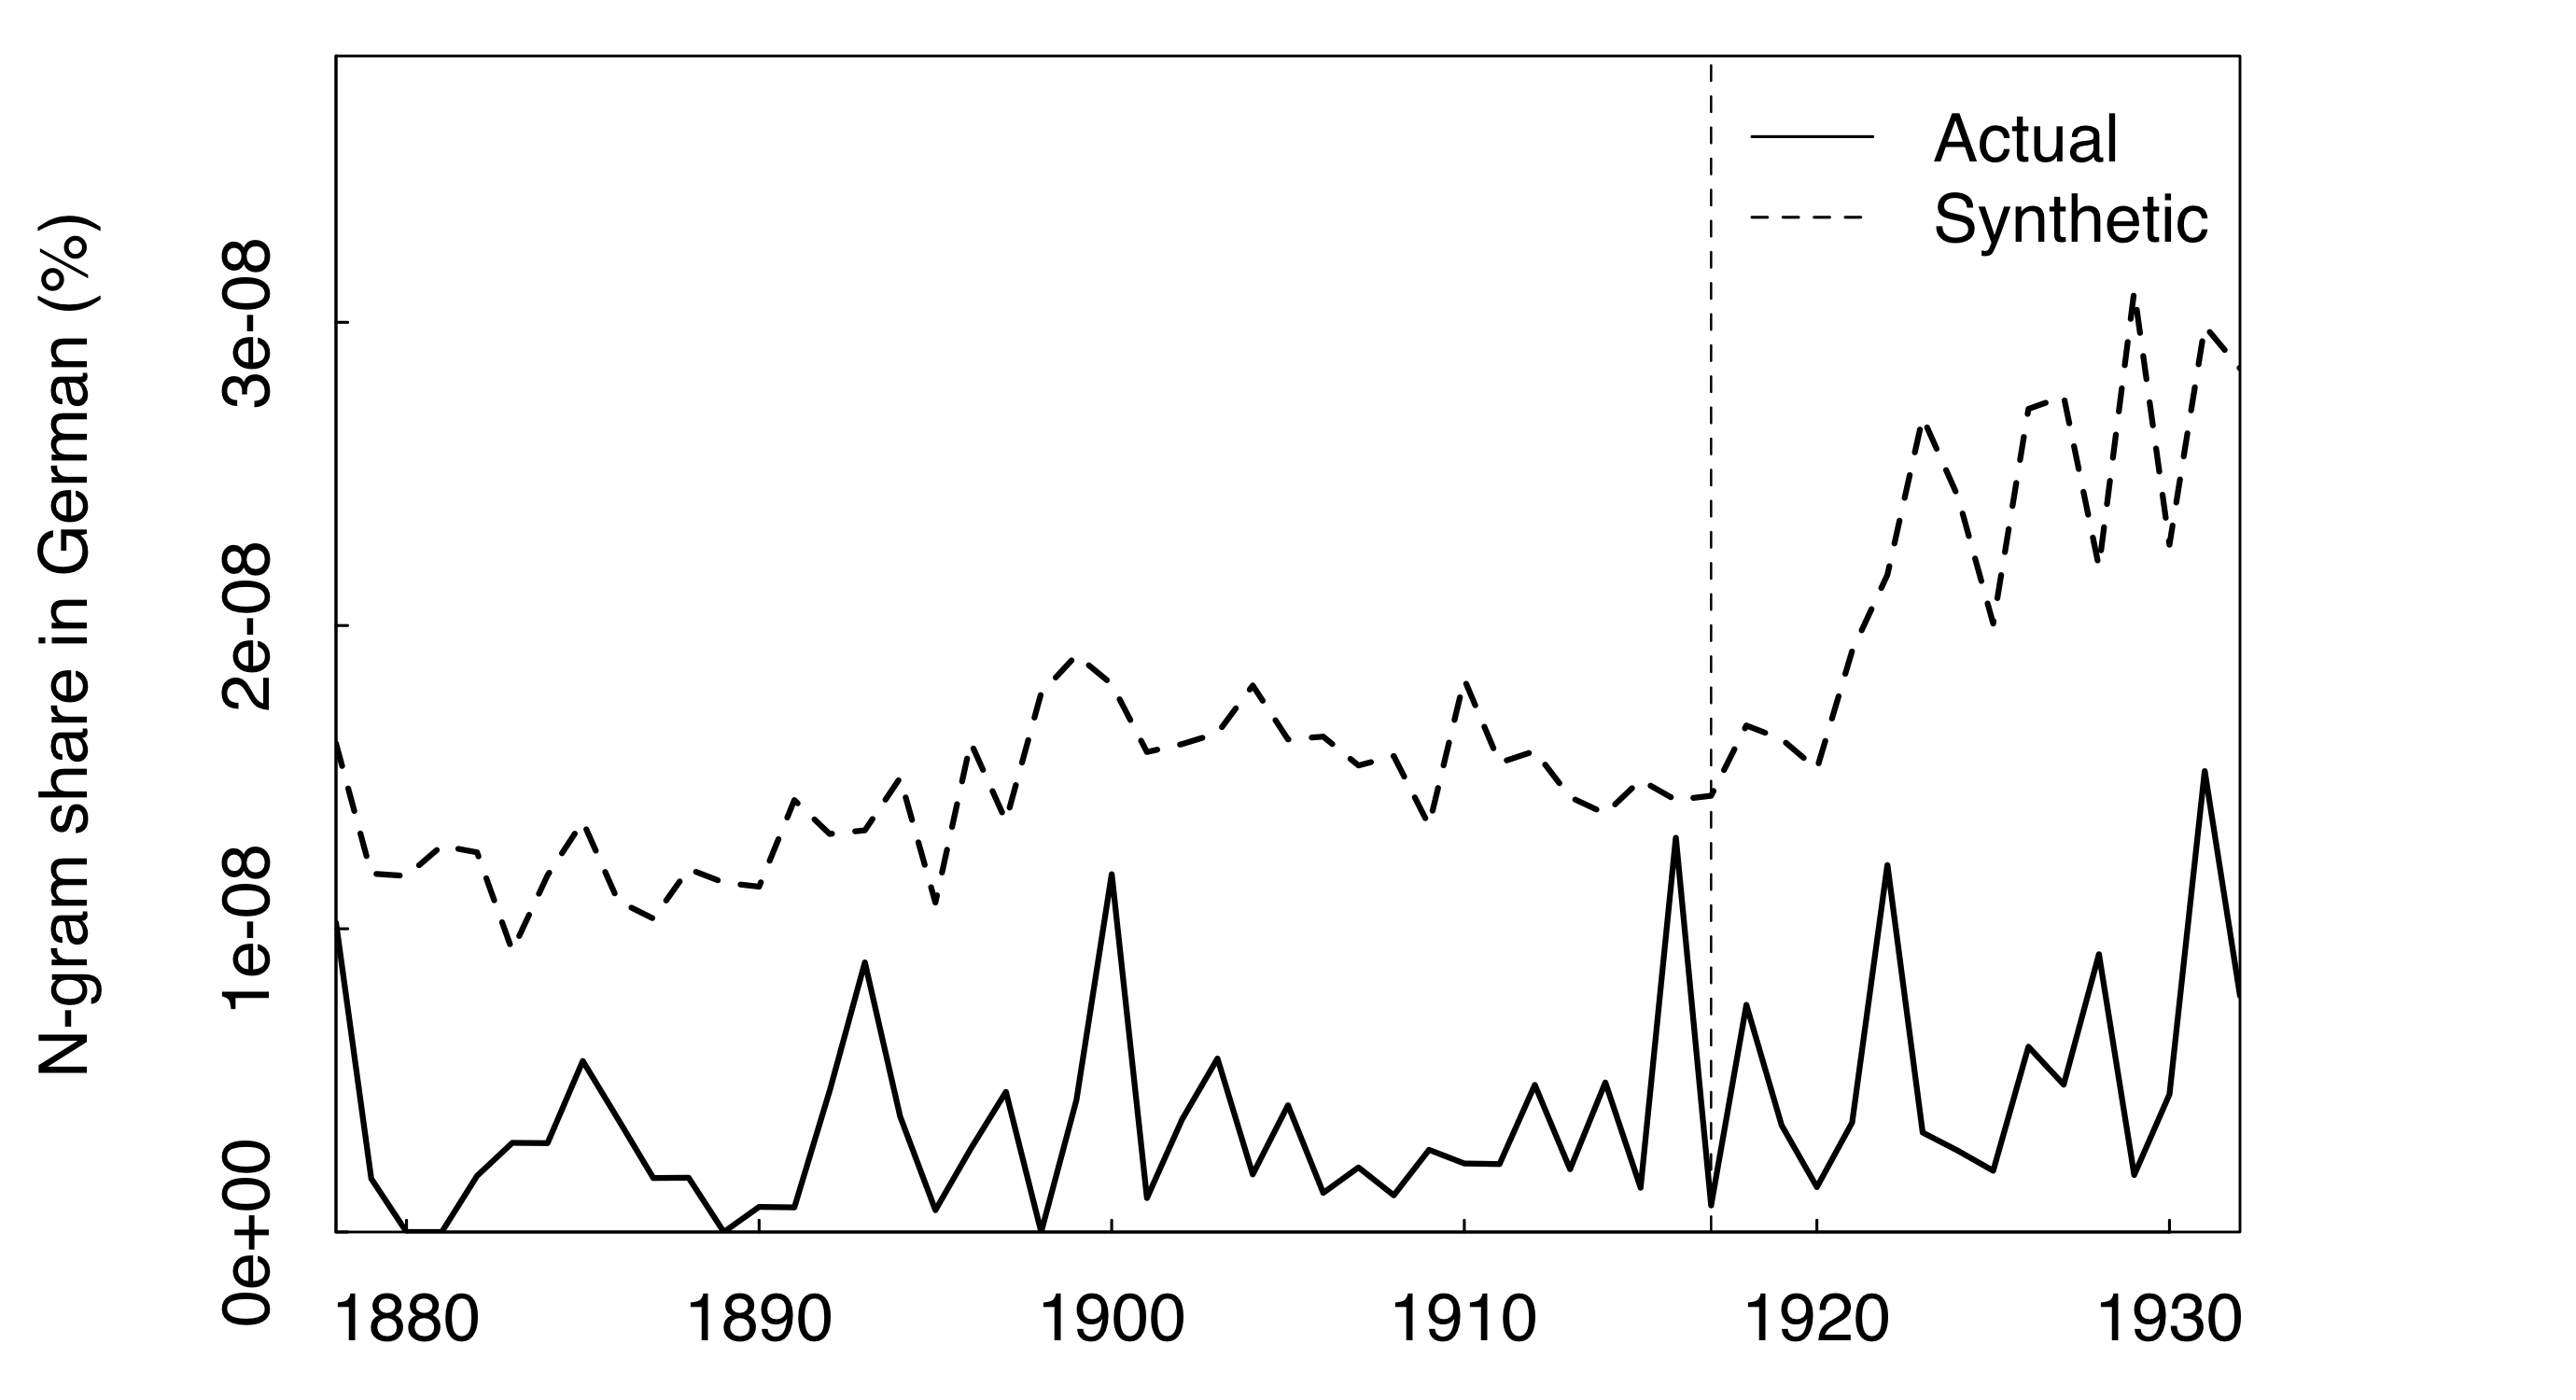 Actual
Synthetic
N-gram share in German (%)
3e-08
2e-08
1e-08
0e+00
1880 1890 1900 1910 1920 1930